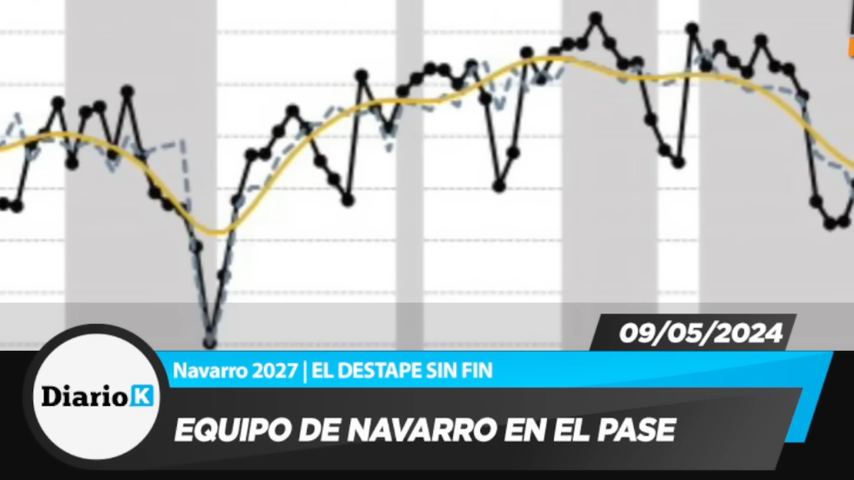 09/05/2024
Navarro 2027 | EL DESTAPE SIN FIN
DiarioK
EQUIPO DE NAVARRO EN EL PASE